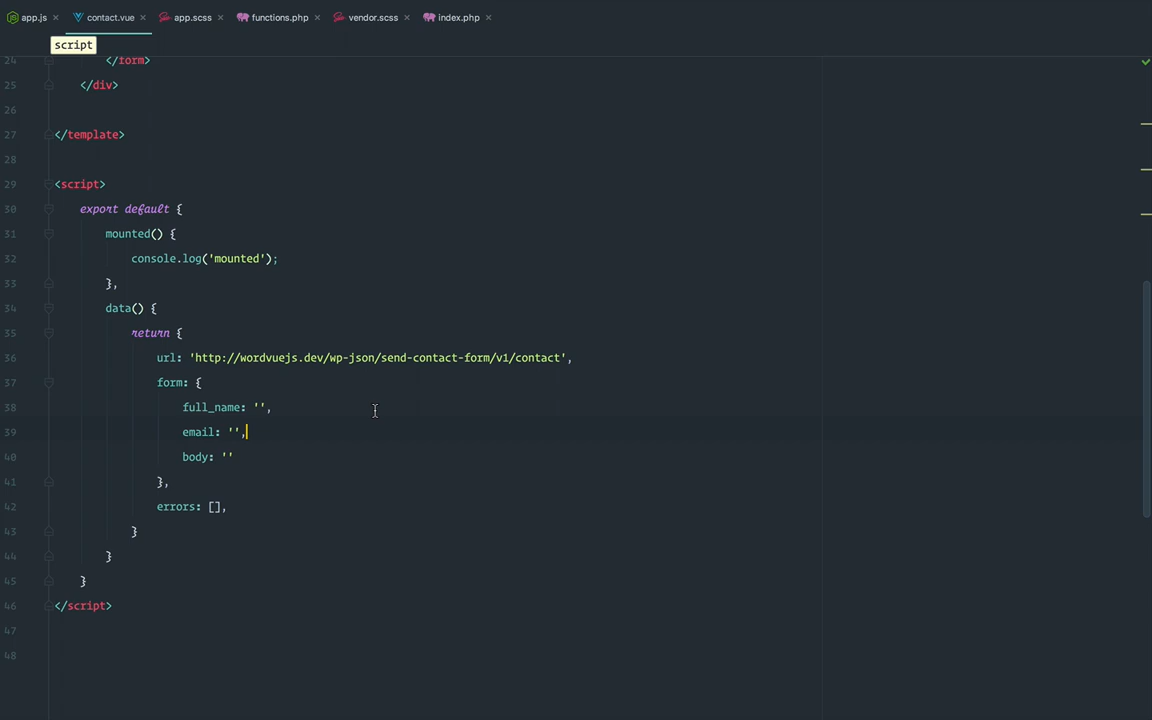 app.js contact.vue app.scss functions.php vendor.scss index.php
script
24 </form>
25 </div>
26
27 </template>
28
29 <script>
30 export default {
31 mounted() {
32 console.log('mounted');
33 },
34 data() {
35 return {
36 url: 'http://wordvuejs.dev/wp-json/send-contact-form/v1/contact',
37 form: {
38 full_name: '',
39 email: '',
40 body: ''
41 },
42 errors: [],
43 }
44 }
45 }
46 </script>
47
48